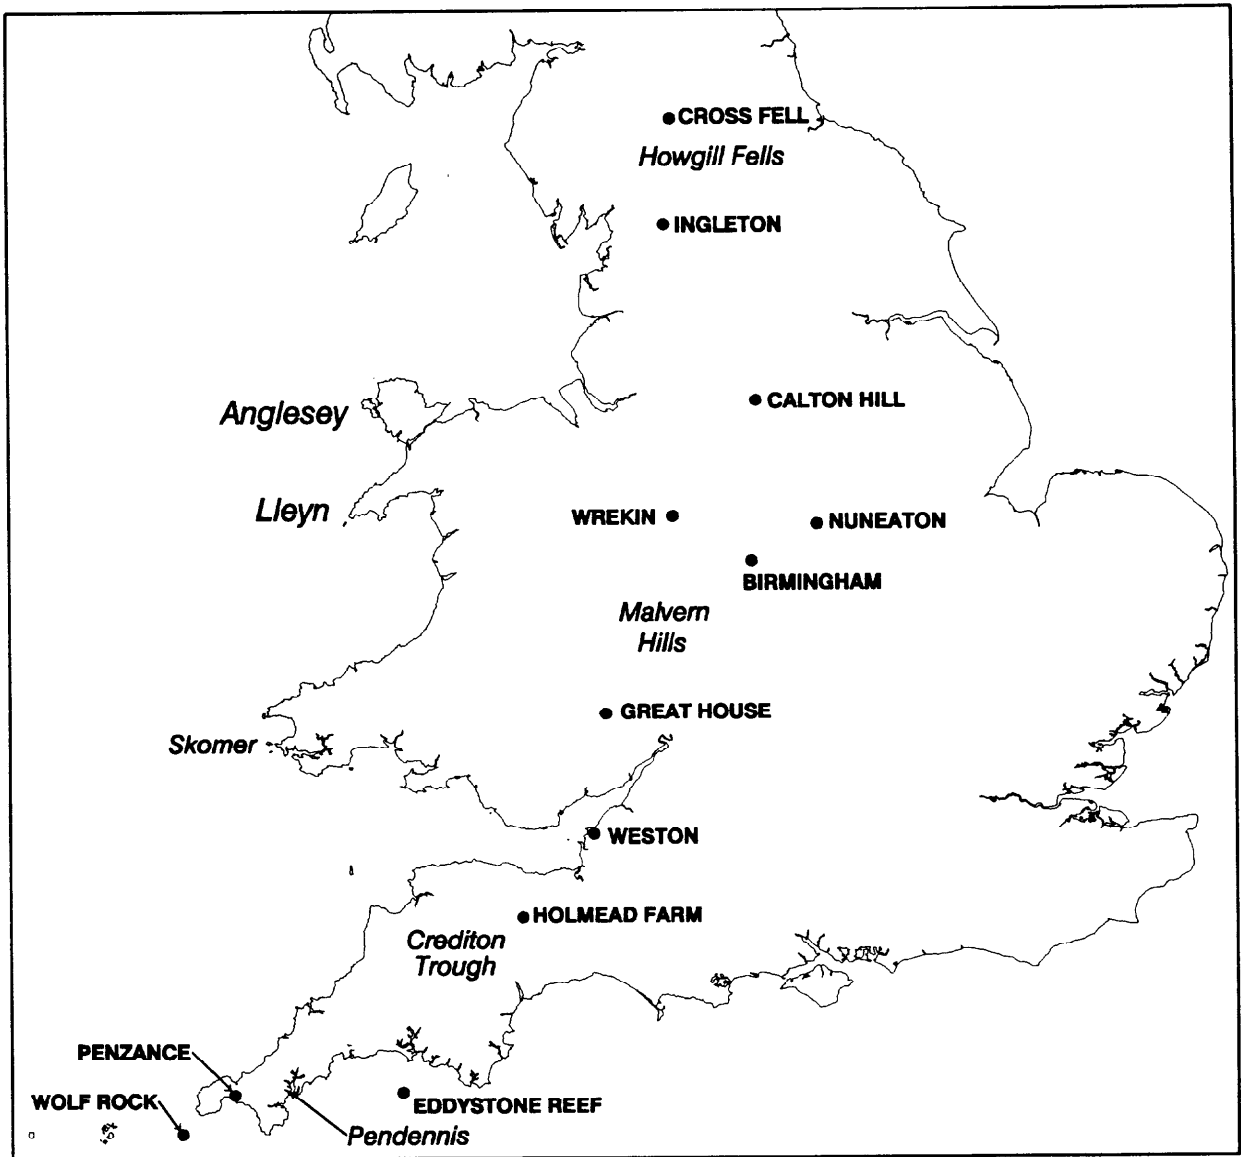 CROSS FELL
Howgill Fells
INGLETON
Anglesey
CALTON HILL
Lleyn
WREKIN
NUNEATON
BIRMINGHAM
Malvern
Hills
GREAT HOUSE
Skomer
WESTON
HOLMEAD FARM
Crediton
Trough
PENZANCE
WOLF ROCK
EDDYSTONE REEF
Pendennis